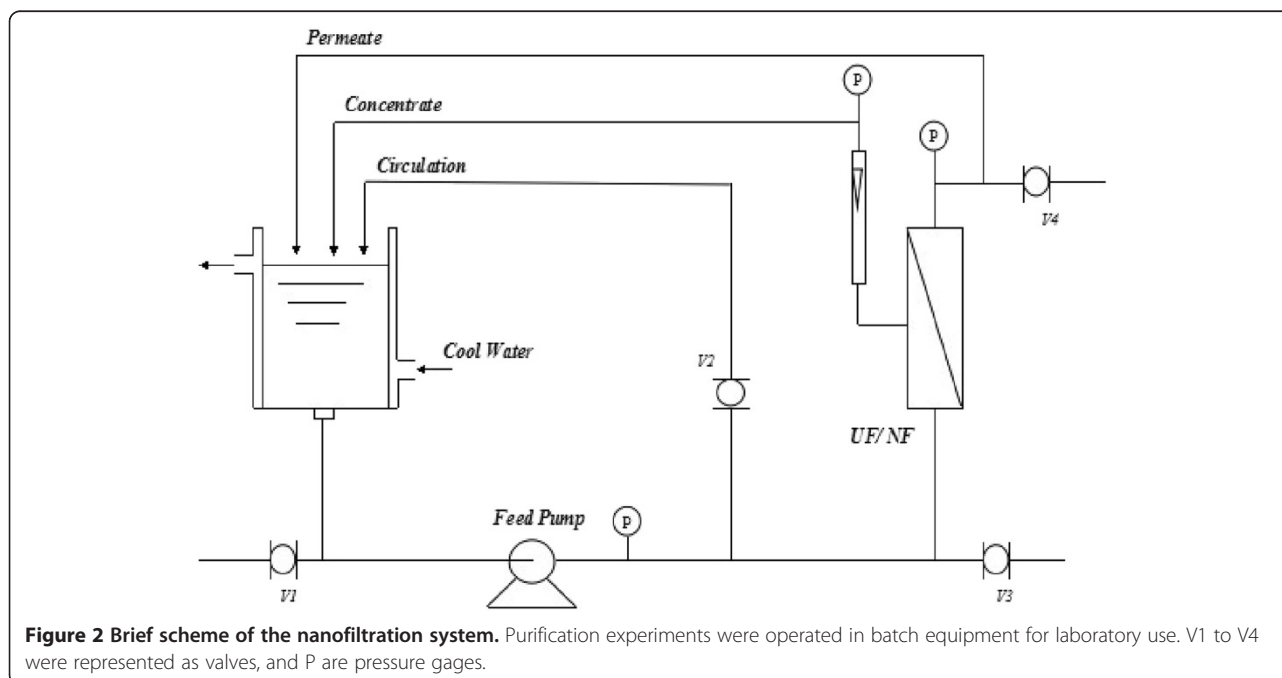 Permeate
P
Concentrate
P
Circulation
V4
Cool Water
V2
UF/NF
Feed Pump
P
V1
V3
Figure 2 Brief scheme of the nanofiltration system. Purification experiments were operated in batch equipment for laboratory use. V1 to V4
were represented as valves, and P are pressure gages.